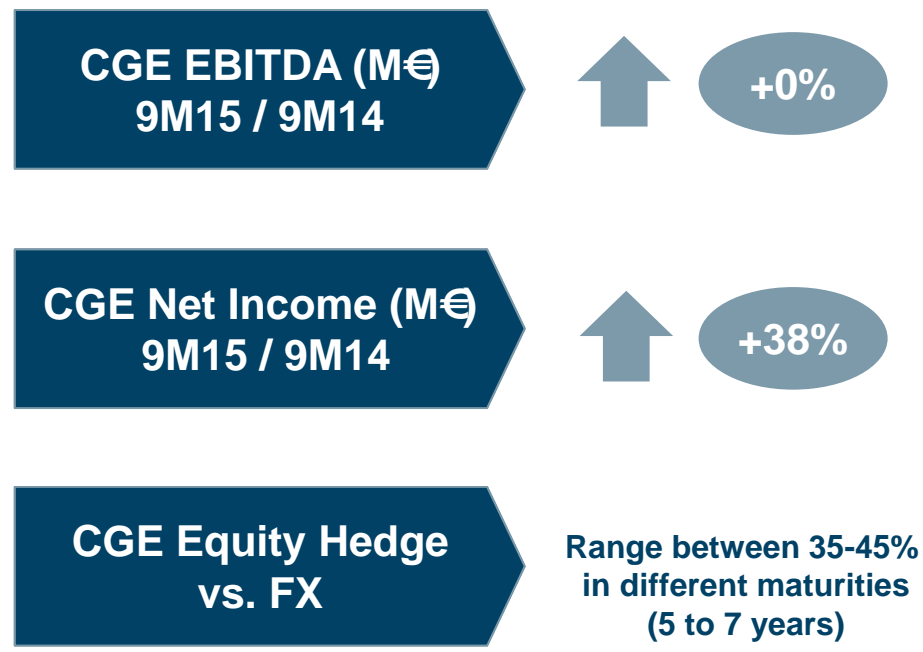 CGE EBITDA (M€)
9M15 / 9M14
+0%
CGE Net Income (M€)
9M15 / 9M14
+38%
CGE Equity Hedge
vs. FX
Range between 35-45%
in different maturities
(5 to 7 years)